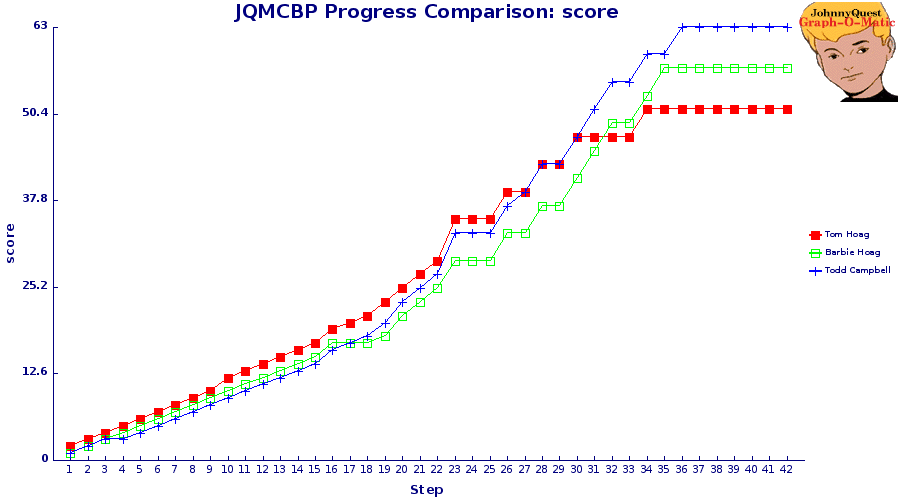 JQMCBP Progress Comparison: score
JohnnyQuest
Graph-O-Matic
63
50.4
37.8
25.2
12.6
0
score
Tom Hoag
Barbie Hoag
Todd Campbell
1 2 3 4 5 6 7 8 9 10 11 12 13 14 15 16 17 18 19 20 21 22 23 24 25 26 27 28 29 30 31 32 33 34 35 36 37 38 39 40 41 42
Step